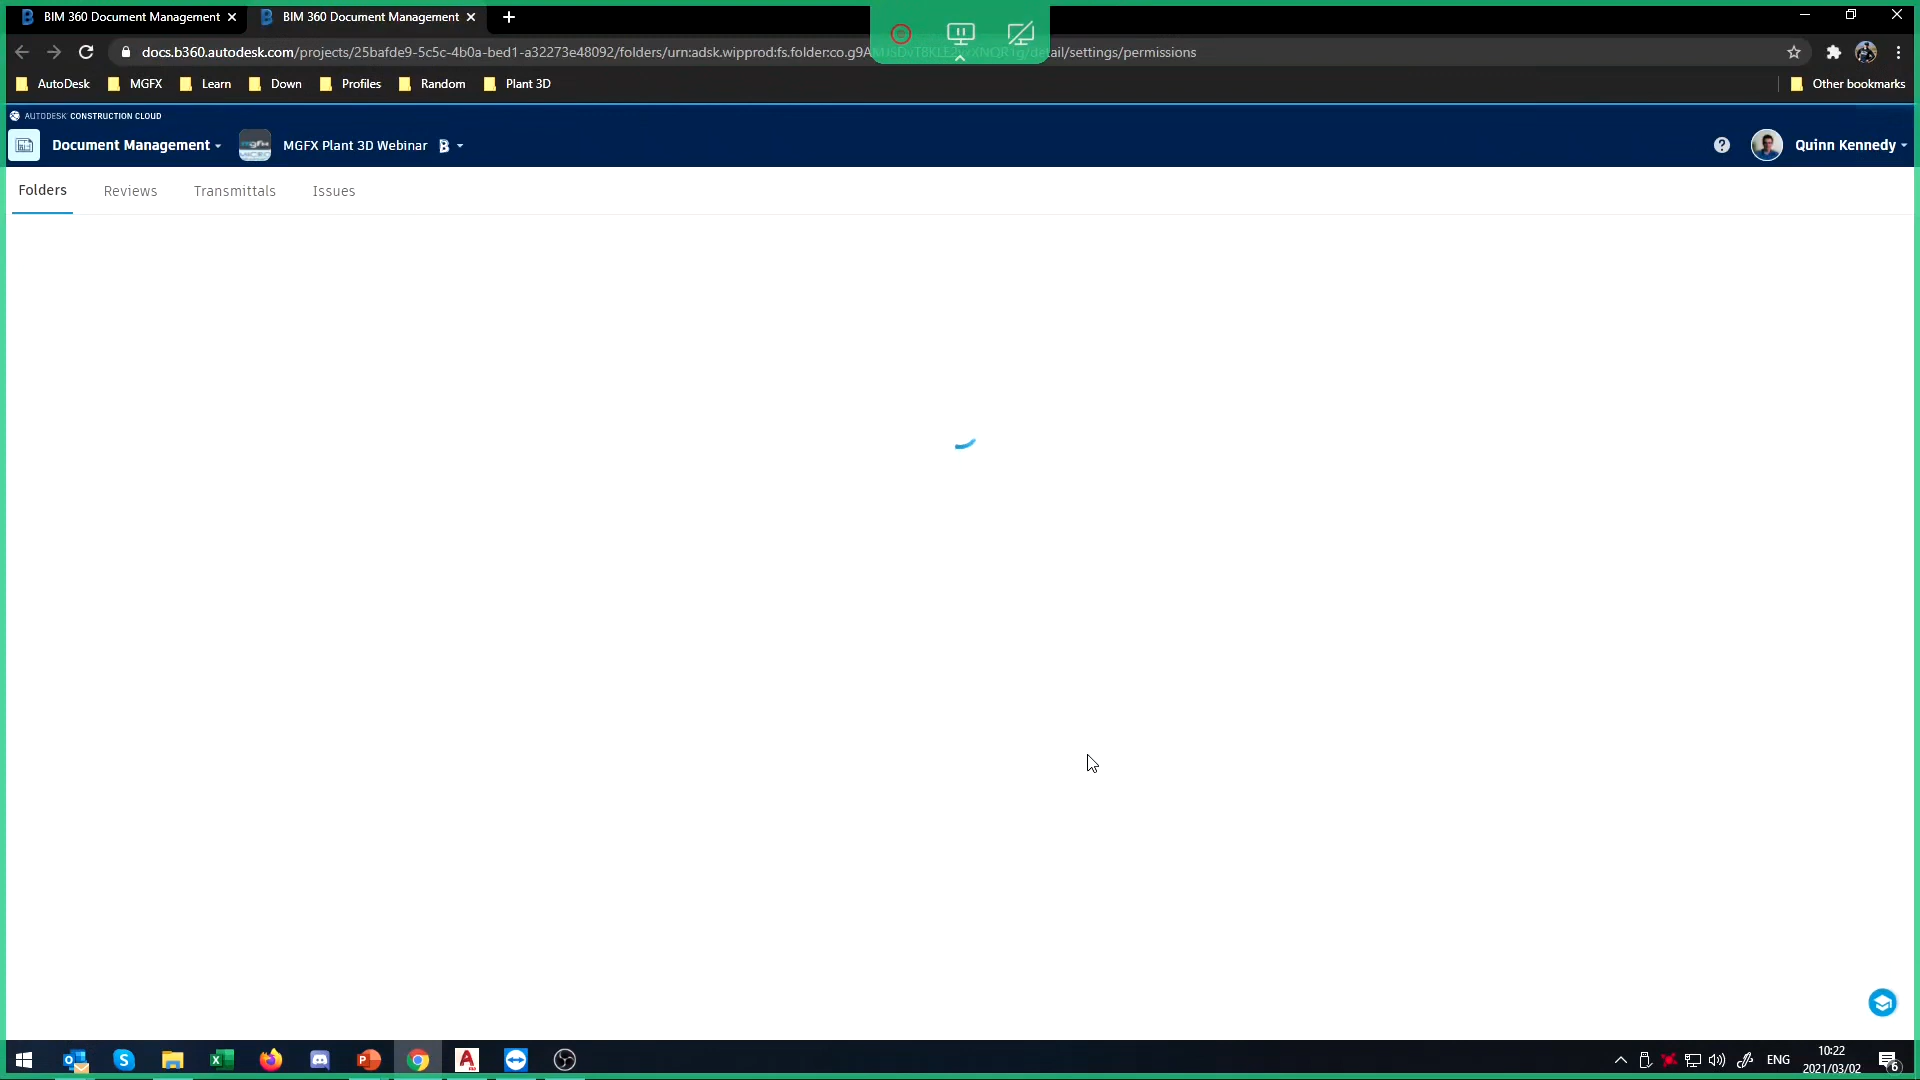 BIM 360 Document Management
BIM 360 Document Management
docs.b360.autodesk.com/projects/25bafde9-5c5c-4b0a-bed1-a32273e48092/folders/urn:adsk.wipprod:fs.folder:co.g9A
detail/settings/permissions
AutoDesk
MGFX
Learn
Down
Profiles
Random
Plant 3D
Other bookmarks
AUTODESK CONSTRUCTION CLOUD
Document Management
MGFX Plant 3D Webinar
Quinn Kennedy
Folders
Reviews
Transmittals
Issues
ENG
10:22
2021/03/02
6